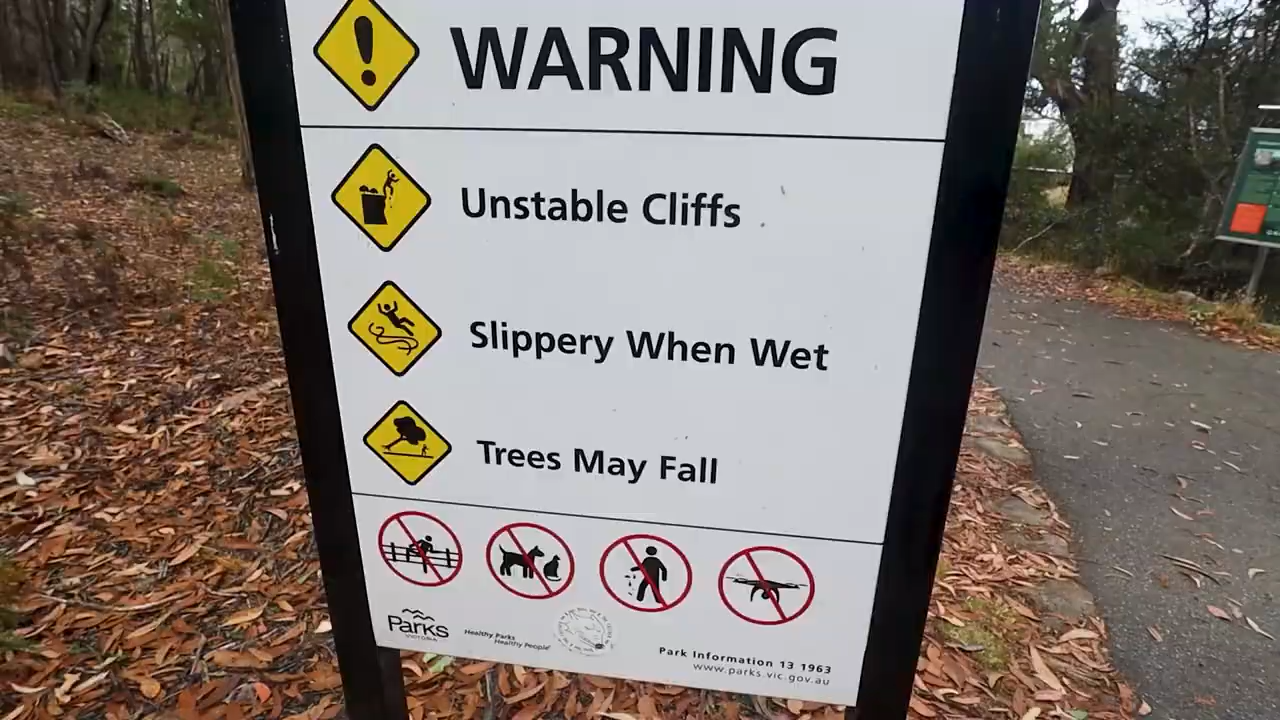 WARNING
Unstable Cliffs
Slippery When Wet
Trees May Fall
Parks
VICTORIA
Healthy Parks
Healthy People
Park Information 13 1963
www.parks.vic.gov.au